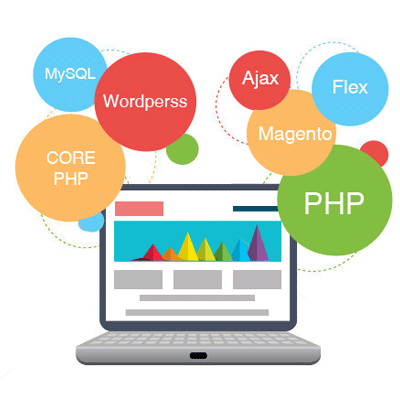 MySQL
Wordperss
CORE
PHP
Ajax
Flex
Magento
PHP